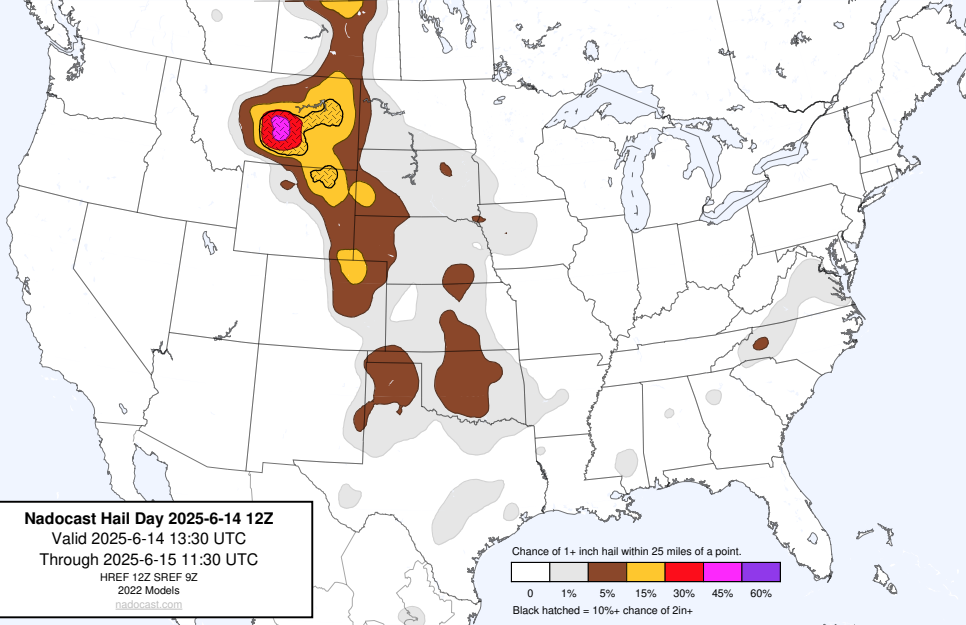 Nadocast Hail Day 2025-6-14 12Z
Valid 2025-6-14 13:30 UTC
Through 2025-6-15 11:30 UTC
HREF 12Z SREF 9Z
2022 Models
nadocast.com
Chance of 1+ inch hail within 25 miles of a point.
0 1% 5% 15% 30% 45% 60%
Black hatched = 10%+ chance of 2in+